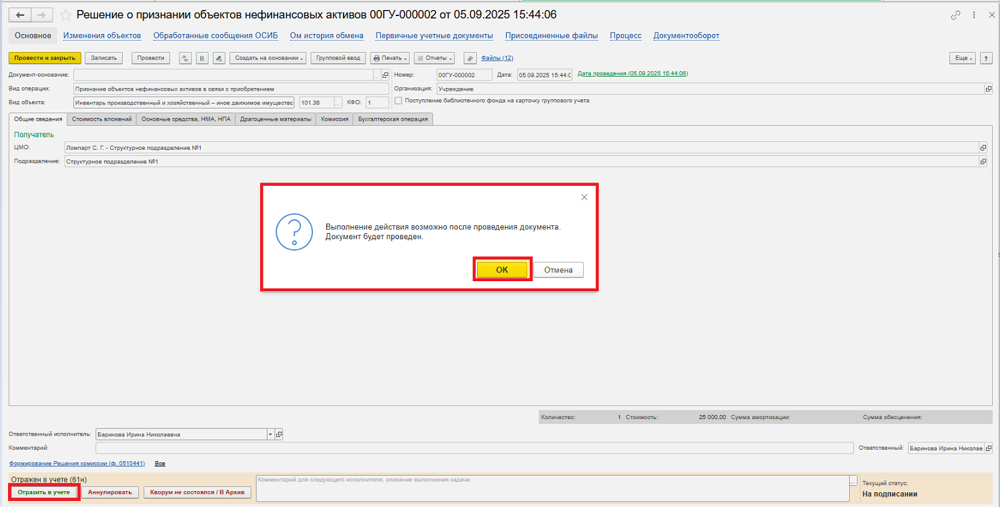 Решение о признании объектов нефинансовых активов 00ГУ-000002 от 05.09.2025 15:44:06
Основное Изменения объектов Обработанные сообщения ОСИБ Ом история обмена Первичные учетные документы Присоединенные файлы Процесс Документооборот
Провести и закрыть Записать Провести Создать на основании Групповой ввод Печать Отчеты Файлы (12) Еще ?
Документ-основание: Номер: 00ГУ-000002 Дата: 05.09.2025 15:44:0 Дата проведения (05.09.2025 15:44:06)
Вид операции: Признание объектов нефинансовых активов в связи с приобретением Организация: Учреждение
Вид объекта: Инвентарь производственный и хозяйственный – иное движимое имуществс 101.36 ... КФО: 1 Поступление библиотечного фонда на карточку группового учета
Общие сведения Стоимость вложений Основные средства, НМА, НПА Драгоценные материалы Комиссия Бухгалтерская операция
Получатель
ЦМО: Ломпарт С. Г. - Структурное подразделение №1
Подразделение: Структурное подразделение №1
Выполнение действия возможно после проведения документа.
Документ будет проведен.
ОК Отмена
Количество: 1 Стоимость: 25 000,00 Сумма амортизации: Сумма обесценения:
Ответственный исполнитель: Баринова Ирина Николаевна
Комментарий: Ответственный: Баринова Ирина Николае
Формирование Решения комиссии (ф. 0510441) Все
Отражен в учете (61н)
Отразить в учете Аннулировать Кворум не состоялся / В Архив
Комментарий для следующего исполнителя, описание выполнения задачи
Текущий статус:
На подписании